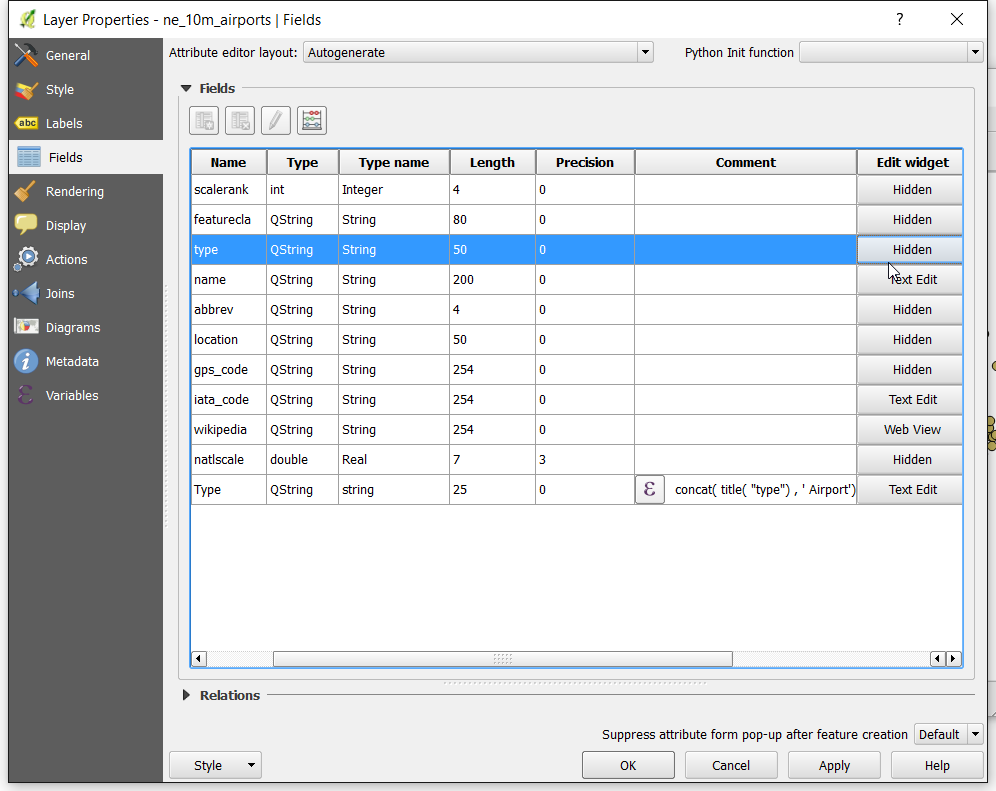 Layer Properties - ne_10m_airports | Fields ?
General
Style
abc Labels
Fields
Rendering
Display
Actions
Joins
Diagrams
i Metadata
ε Variables
Attribute editor layout: Autogenerate Python Init function
Fields
Name Type Type name Length Precision Comment Edit widget
scalerank int Integer 4 0 Hidden
featurecla QString String 80 0 Hidden
type QString String 50 0 Hidden
name QString String 200 0 Text Edit
abbrev QString String 4 0 Hidden
location QString String 50 0 Hidden
gps_code QString String 254 0 Hidden
iata_code QString String 254 0 Text Edit
wikipedia QString String 254 0 Web View
natlscale double Real 7 3 Hidden
Type QString string 25 0 ε concat( title( "type") , ' Airport') Text Edit
Relations
Suppress attribute form pop-up after feature creation Default
Style OK Cancel Apply Help